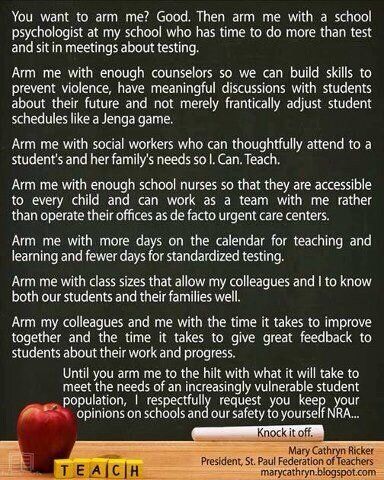 You want to arm me? Good. Then arm me with a school
psychologist at my school who has time to do more than test
and sit in meetings about testing.
Arm me with enough counselors so we can build skills to
prevent violence, have meaningful discussions with students
about their future and not merely frantically adjust student
schedules like a Jenga game.
Arm me with social workers who can thoughtfully attend to a
student's and her family's needs so I. Can. Teach.
Arm me with enough school nurses so that they are accessible
to every child and can work as a team with me rather
than operate their offices as de facto urgent care centers.
Arm me with more days on the calendar for teaching and
learning and fewer days for standardized testing.
Arm me with class sizes that allow my colleagues and I to know
both our students and their families well.
Arm my colleagues and me with the time it takes to improve
together and the time it takes to give great feedback to
students about their work and progress.
Until you arm me to the hilt with what it will take to
meet the needs of an increasingly vulnerable student
population, I respectfully request you keep your
opinions on schools and our safety to yourself NRA...
Knock it off.
Mary Cathryn Ricker
President, St. Paul Federation of Teachers
marycathryn.blogspot.com
TEACH